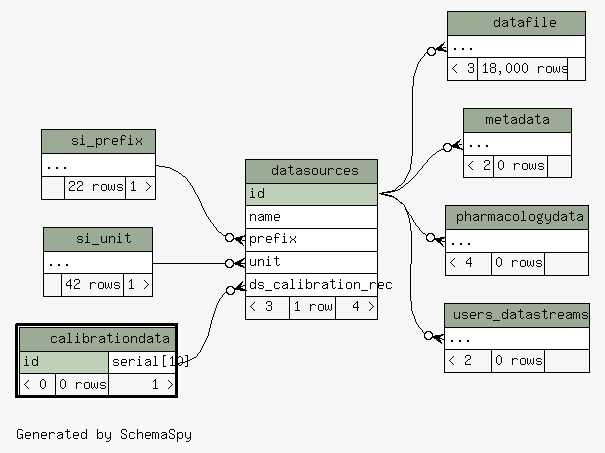 datafile
...
< 3 18,000 rows
metadata
...
< 2 0 rows
si_prefix
...
22 rows 1 >
datasources
id
name
prefix
unit
ds_calibration_rec
< 3 1 row 4 >
pharmacologydata
...
< 4 0 rows
si_unit
...
42 rows 1 >
users_datastreams
...
< 2 0 rows
calibrationdata
id serial[10]
< 0 0 rows 1 >
Generated by SchemaSpy